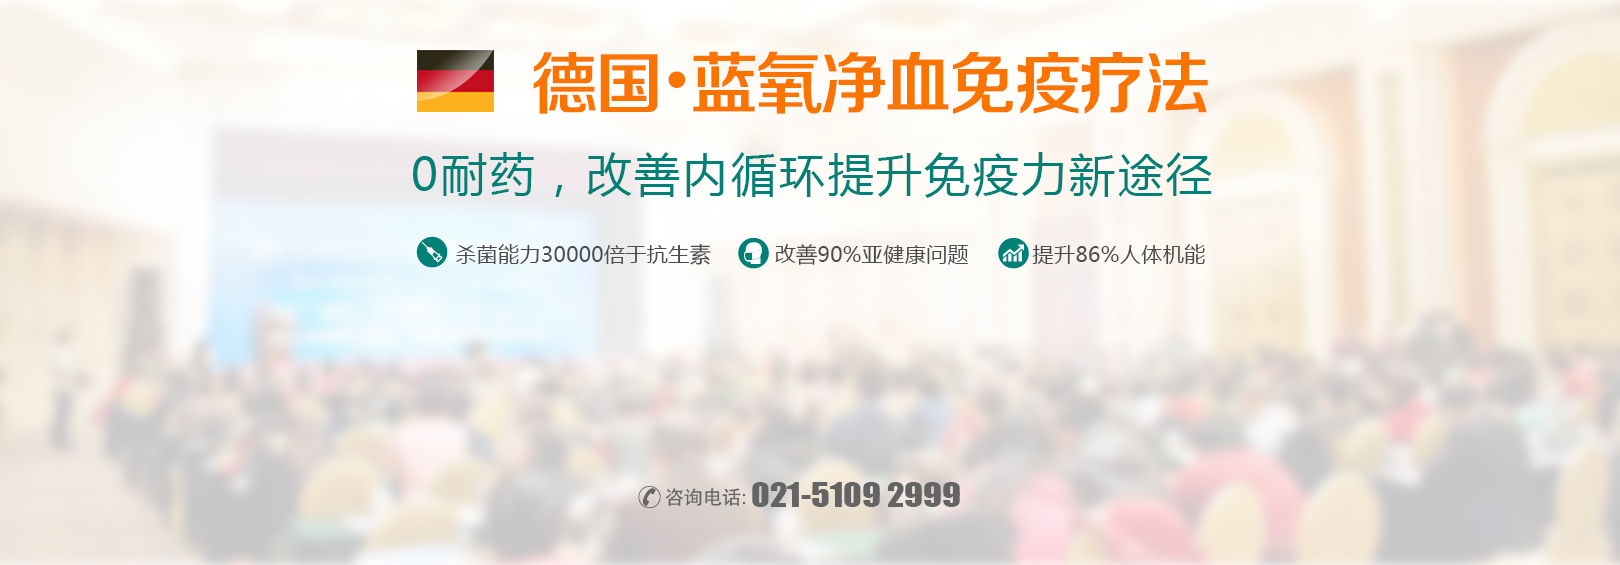 德国·蓝氧净血免疫疗法
0耐药，改善内循环提升免疫力新途径
杀菌能力30000倍于抗生素 改善90%亚健康问题 提升86%人体机能
咨询电话: 021-5109 2999